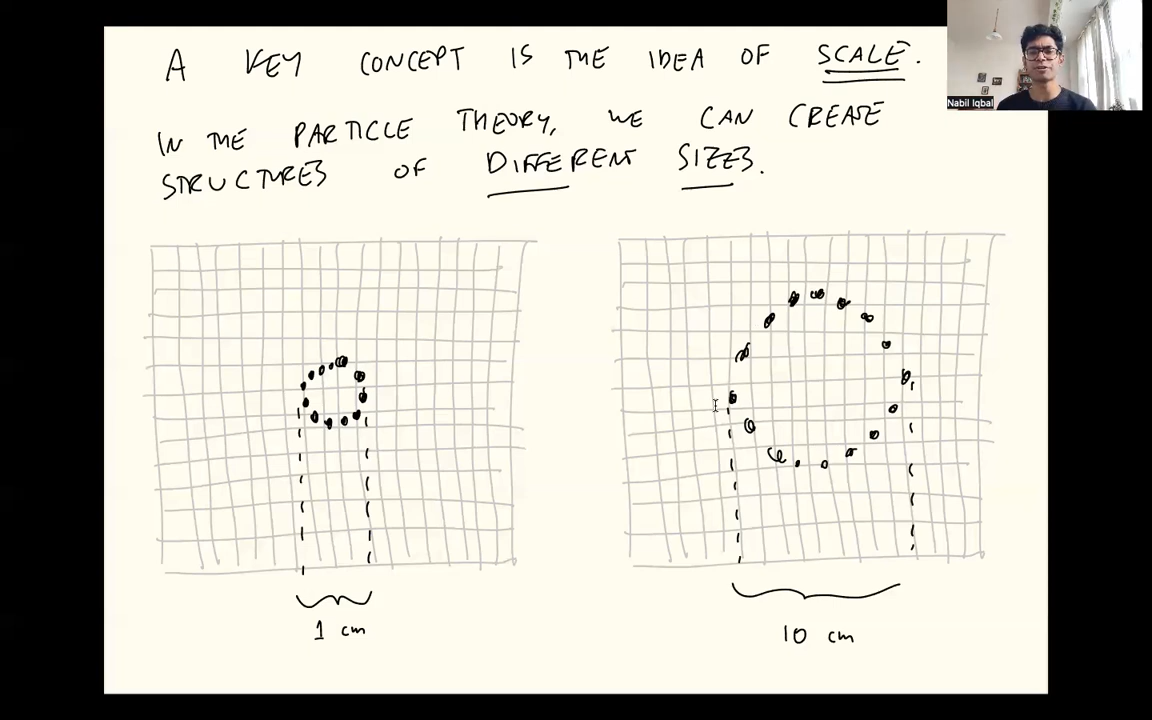 A KEY CONCEPT IS THE IDEA OF SCALE.
IN THE PARTICLE THEORY, WE CAN CREATE
STRUCTURES OF DIFFERENT SIZES.
1 cm
10 cm
Nabil Iqbal